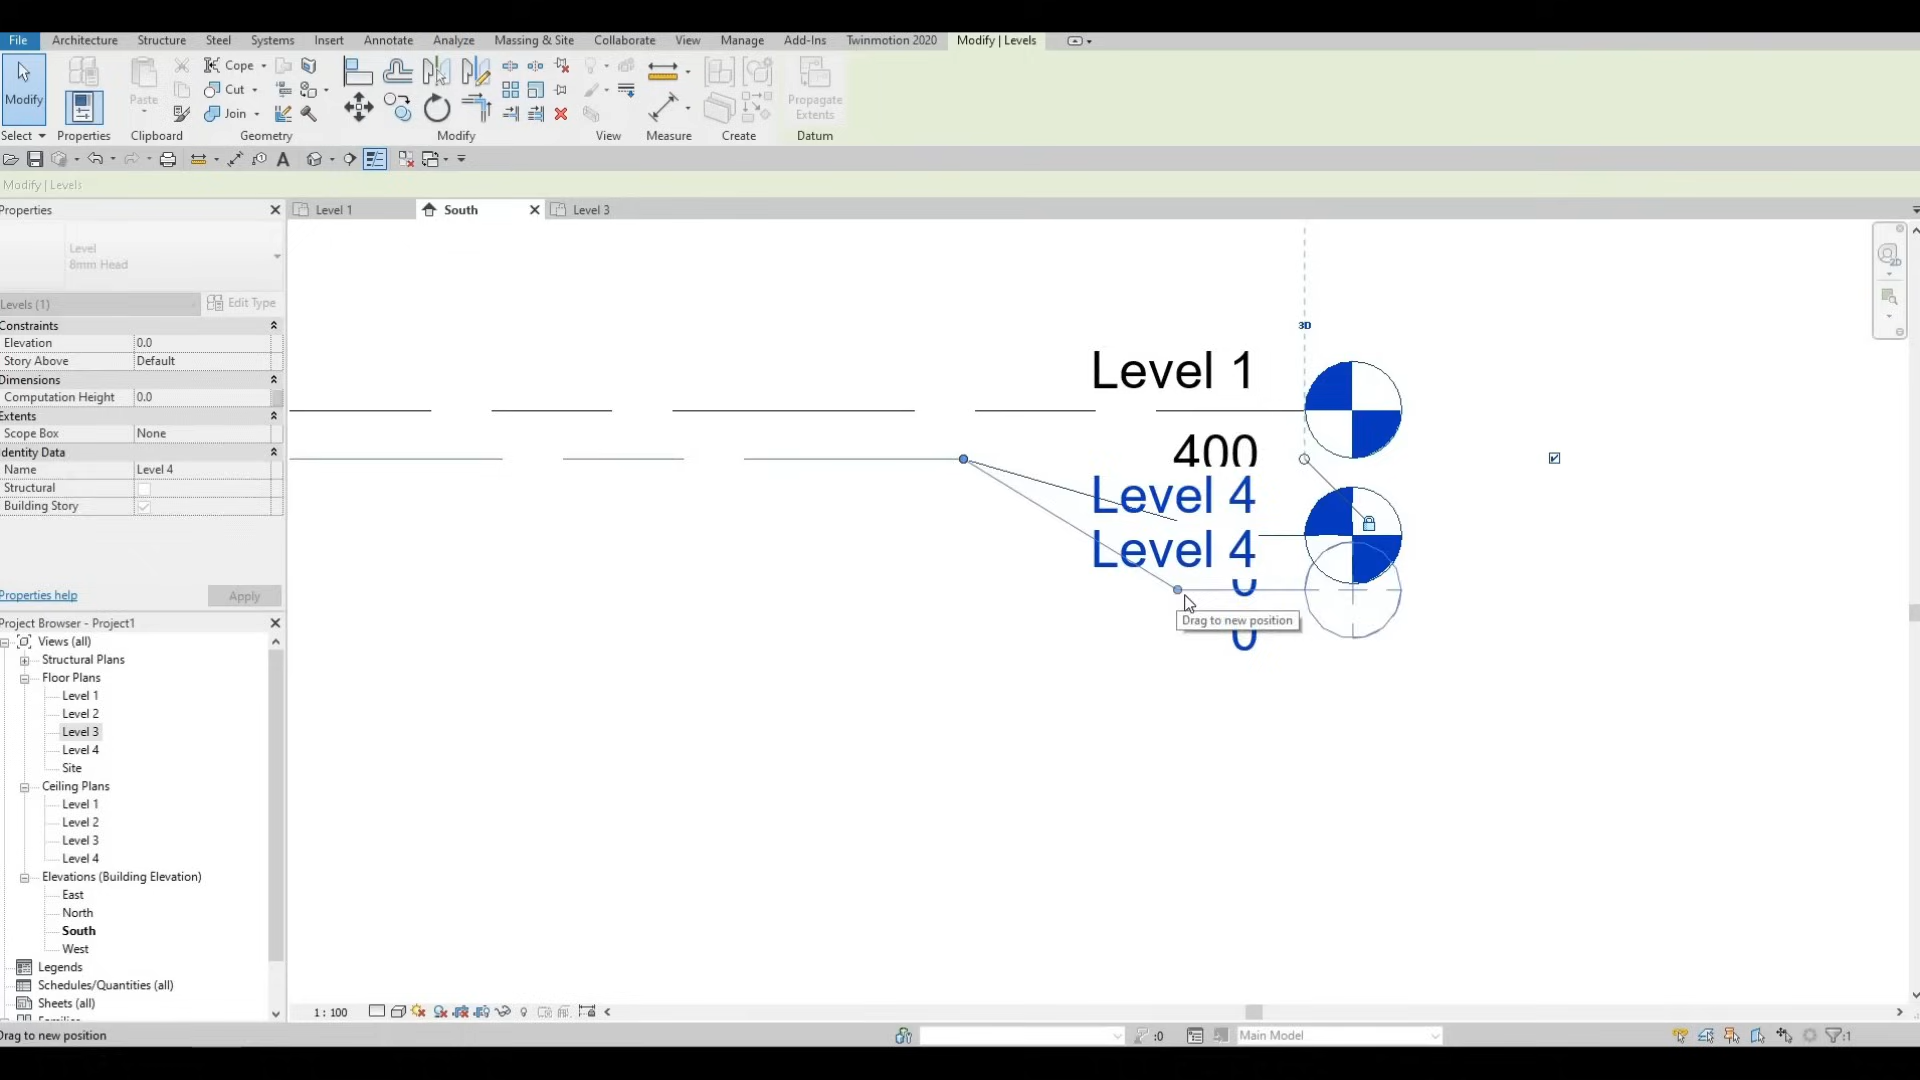 File Architecture Structure Steel Systems Insert Annotate Analyze Massing & Site Collaborate View Manage Add-Ins Twinmotion 2020 Modify | Levels
Modify
Paste
Cope
Cut
Join
Propagate
Extents
Select Properties Clipboard Geometry Modify View Measure Create Datum
Modify | Levels
Properties
Level 1
South
Level 3
Level
8mm Head
Levels (1)
Edit Type
Constraints
Elevation 0.0
Story Above Default
Dimensions
Computation Height 0.0
Extents
Scope Box None
Identity Data
Name Level 4
Structural
Building Story
Properties help
Apply
Project Browser - Project1
Views (all)
Structural Plans
Floor Plans
Level 1
Level 2
Level 3
Level 4
Site
Ceiling Plans
Level 1
Level 2
Level 3
Level 4
Elevations (Building Elevation)
East
North
South
West
Legends
Schedules/Quantities (all)
Sheets (all)
3D
Level 1
400
Level 4
Level 4
0
Drag to new position
0
2D
1 : 100
Drag to new position
:0
Main Model
:1